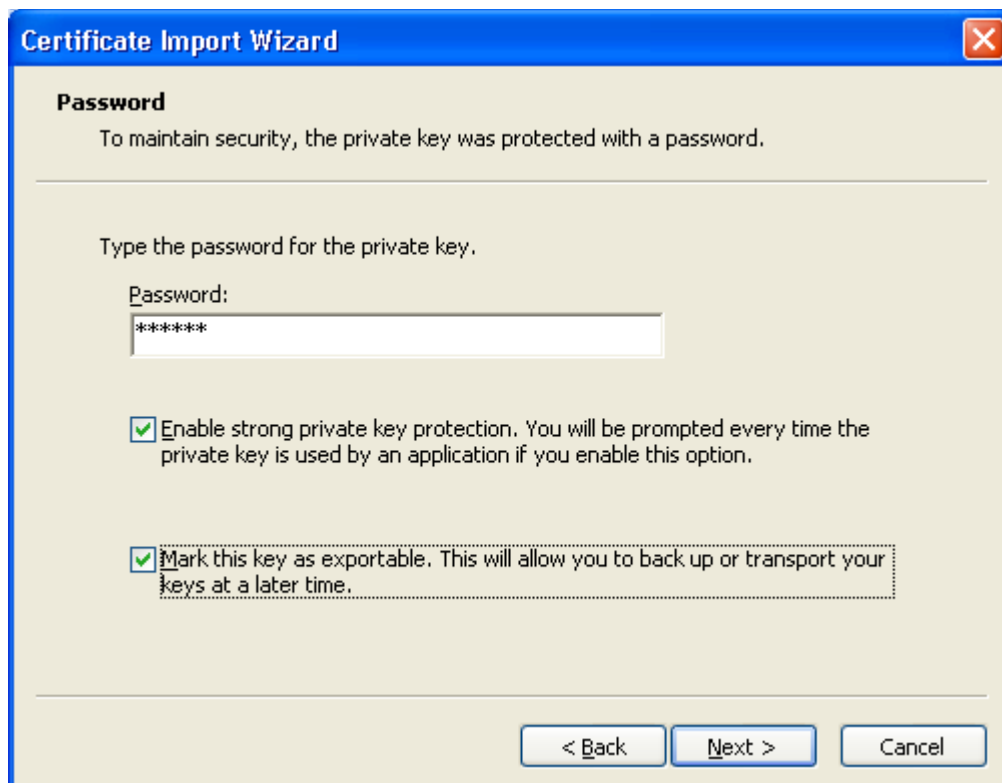 Certificate Import Wizard
Password
To maintain security, the private key was protected with a password.
Type the password for the private key.
Password:
******
Enable strong private key protection. You will be prompted every time the
private key is used by an application if you enable this option.
Mark this key as exportable. This will allow you to back up or transport your
keys at a later time.
< Back Next > Cancel